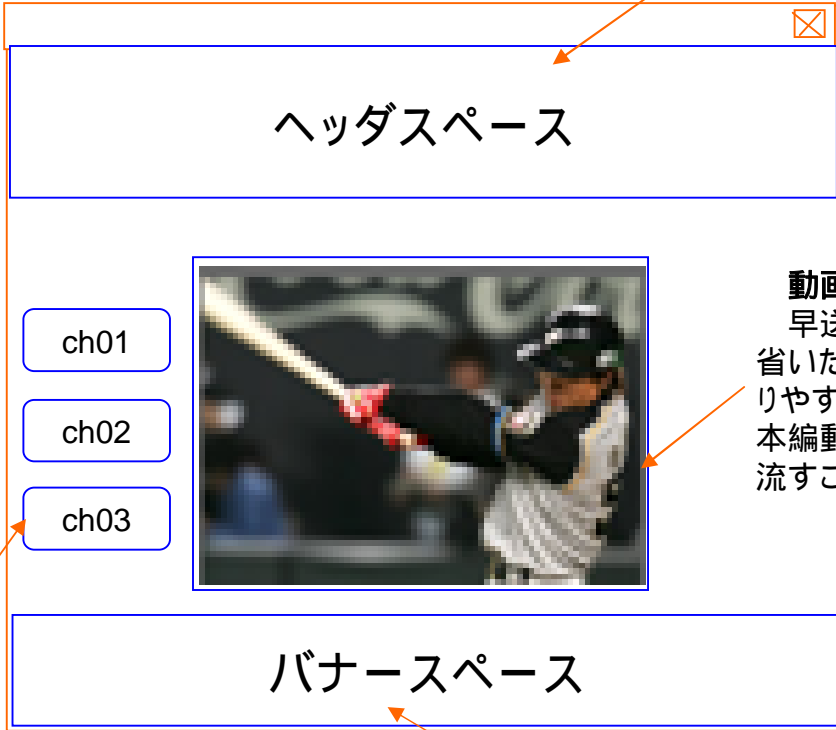 ヘッダスペース
ch01
ch02
ch03
動画
早送
省いた
りやす
本編動
流すこ
バナースペース